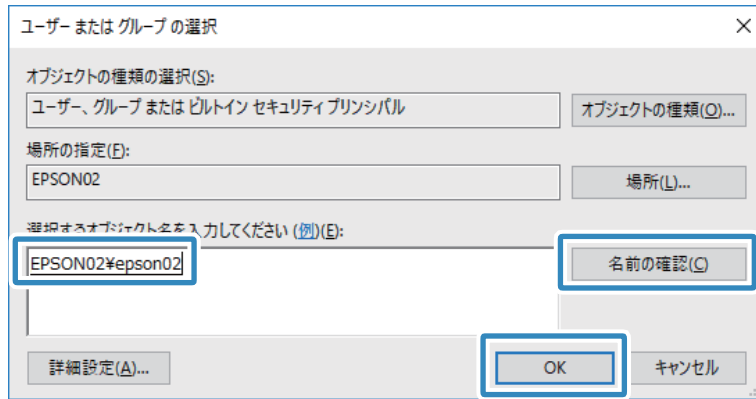 ユーザー または グループ の選択
オブジェクトの種類の選択(S):
ユーザー、グループ または ビルトイン セキュリティ プリンシパル
オブジェクトの種類(O)...
場所の指定(F):
EPSON02
場所(L)...
選択するオブジェクト名を入力してください (例)(E):
EPSON02¥epson02
名前の確認(C)
詳細設定(A)...
OK
キャンセル